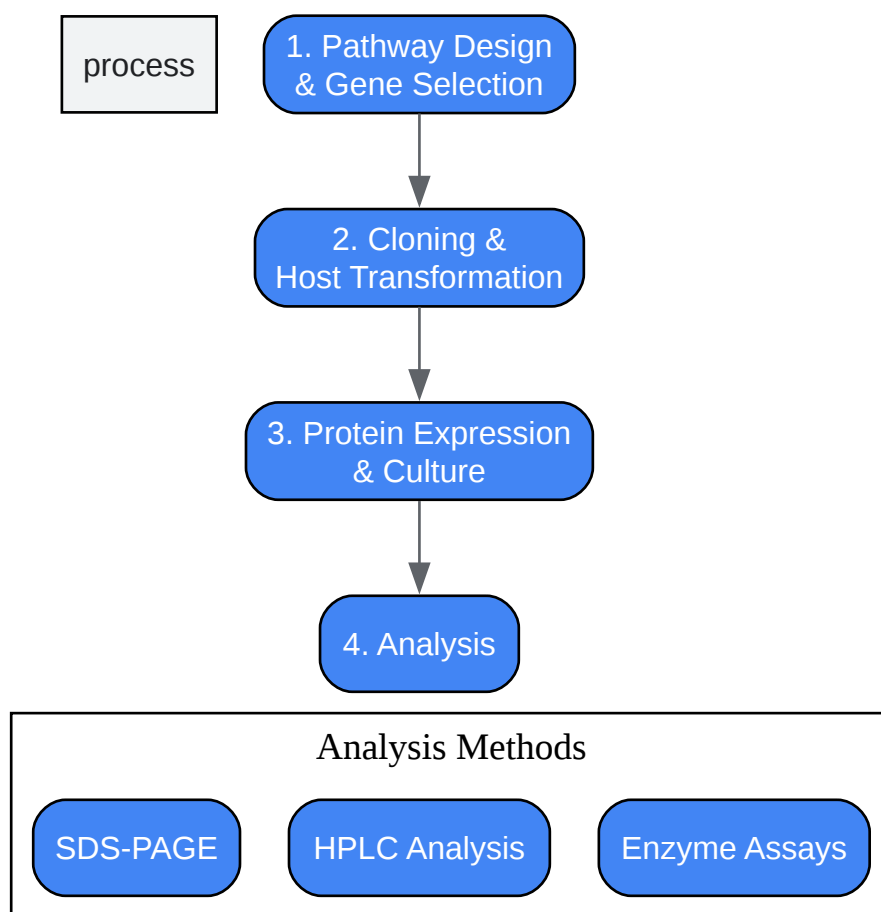 process
1. Pathway Design
& Gene Selection
2. Cloning &
Host Transformation
3. Protein Expression
& Culture
4. Analysis
Analysis Methods
SDS-PAGE
HPLC Analysis
Enzyme Assays